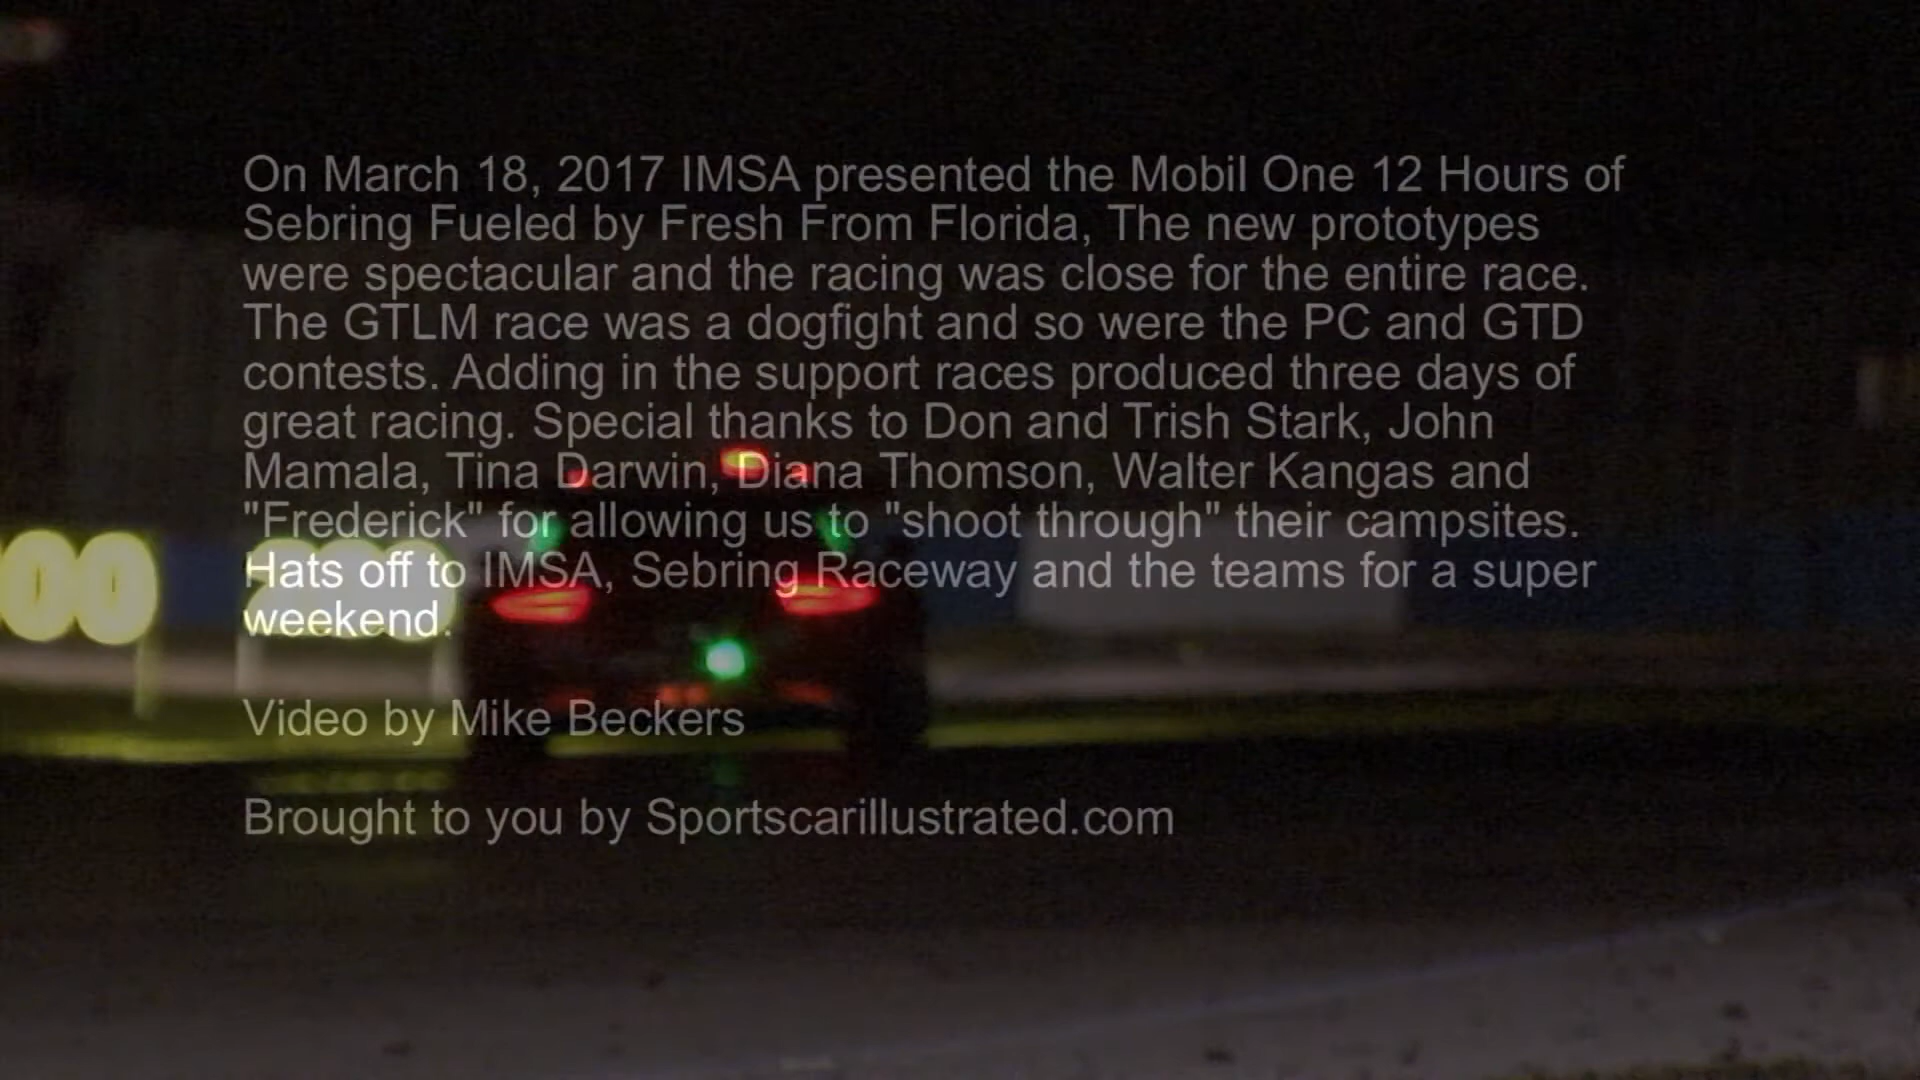 On March 18, 2017 IMSA presented the Mobil One 12 Hours of
Sebring Fueled by Fresh From Florida, The new prototypes
were spectacular and the racing was close for the entire race.
The GTLM race was a dogfight and so were the PC and GTD
contests. Adding in the support races produced three days of
great racing. Special thanks to Don and Trish Stark, John
Mamala, Tina Darwin, Diana Thomson, Walter Kangas and
"Frederick" for allowing us to "shoot through" their campsites.
Hats off to IMSA, Sebring Raceway and the teams for a super
weekend.
Video by Mike Beckers
Brought to you by Sportscarillustrated.com